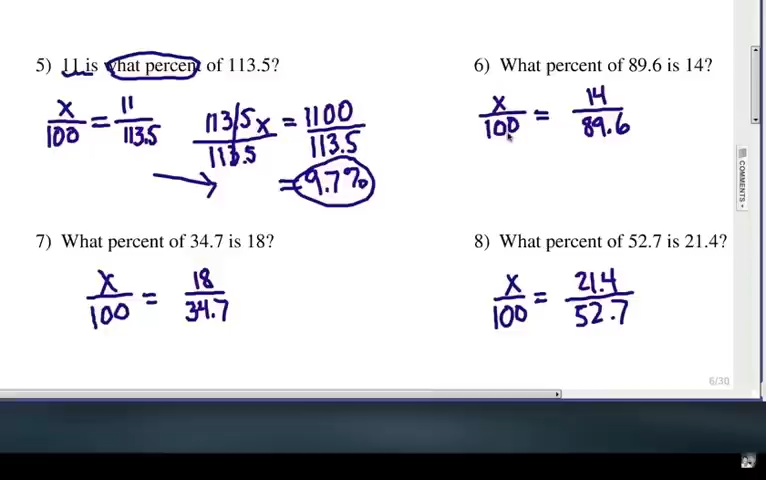 5) 11 is what percent of 113.5?
x/100 = 11/113.5
113.5x/113.5 = 1100/113.5
= 9.7%
6) What percent of 89.6 is 14?
x/100 = 14/89.6
7) What percent of 34.7 is 18?
x/100 = 18/34.7
8) What percent of 52.7 is 21.4?
x/100 = 21.4/52.7
COMMENTS
6/30